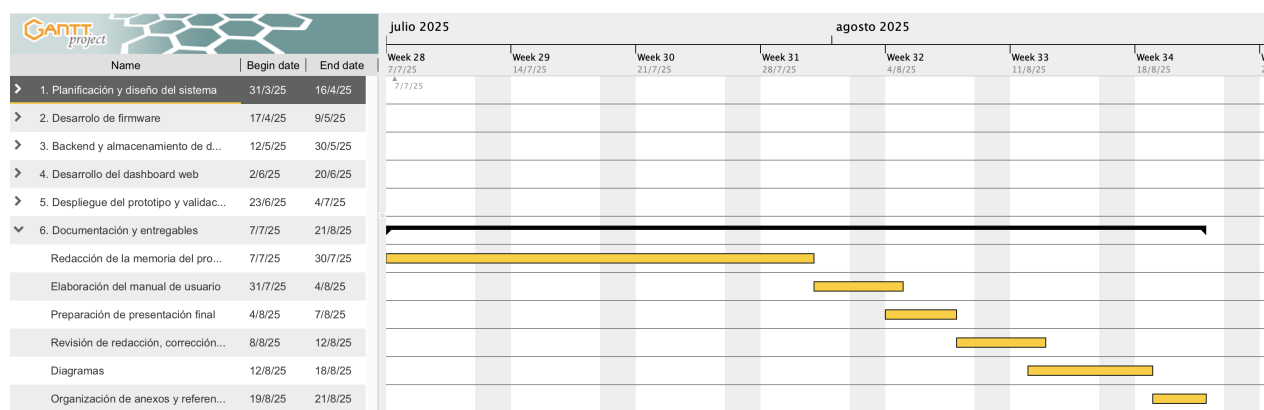 GANTT
project
julio 2025
agosto 2025
Name Begin date End date
Week 28 Week 29 Week 30 Week 31 Week 32 Week 33 Week 34
7/7/25 14/7/25 21/7/25 28/7/25 4/8/25 11/8/25 18/8/25
7/7/25
1. Planificación y diseño del sistema 31/3/25 16/4/25
2. Desarrolo de firmware 17/4/25 9/5/25
3. Backend y almacenamiento de d... 12/5/25 30/5/25
4. Desarrollo del dashboard web 2/6/25 20/6/25
5. Despliegue del prototipo y validac... 23/6/25 4/7/25
6. Documentación y entregables 7/7/25 21/8/25
Redacción de la memoria del pro... 7/7/25 30/7/25
Elaboración del manual de usuario 31/7/25 4/8/25
Preparación de presentación final 4/8/25 7/8/25
Revisión de redacción, corrección... 8/8/25 12/8/25
Diagramas 12/8/25 18/8/25
Organización de anexos y referen... 19/8/25 21/8/25